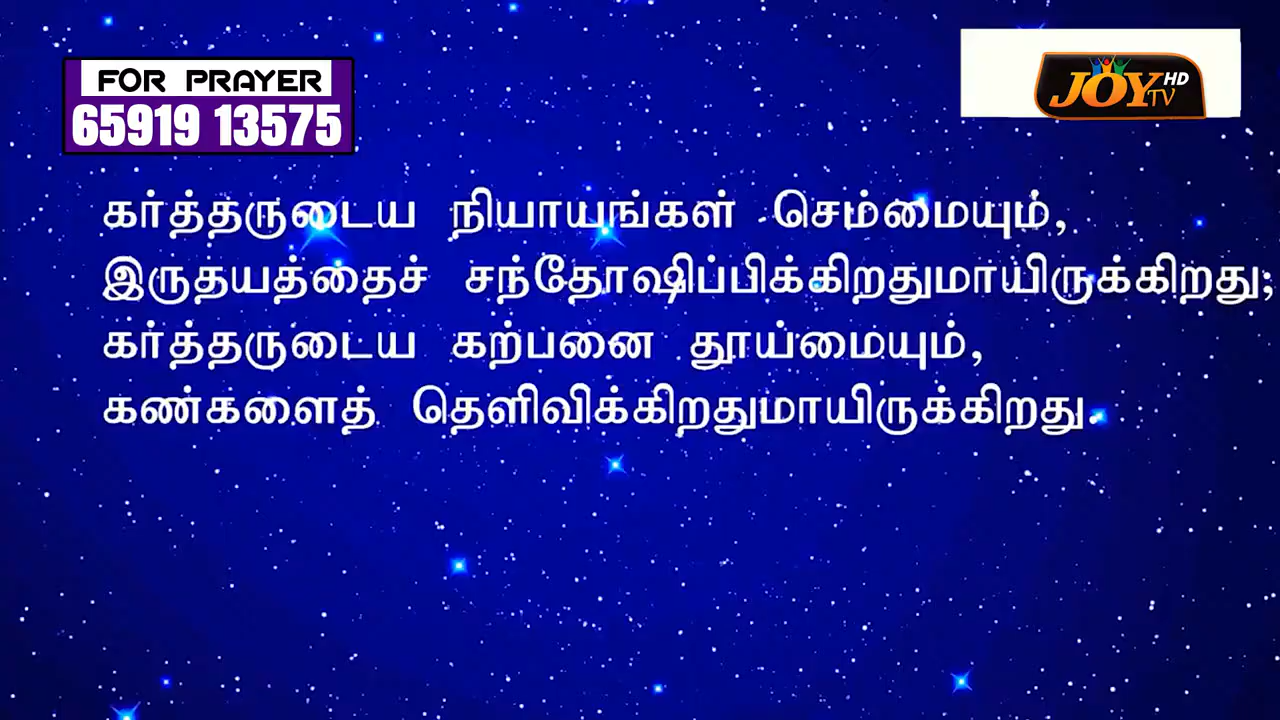 FOR PRAYER
65919 13575
JOY TV HD
கர்த்தருடைய நியாயங்கள் செம்மையும்,
இருதயத்தைச் சந்தோஷிப்பிக்கிறதுமாயிருக்கிறது;
கர்த்தருடைய கற்பனை தூய்மையும்,
கண்களைத் தெளிவிக்கிறதுமாயிருக்கிறது.